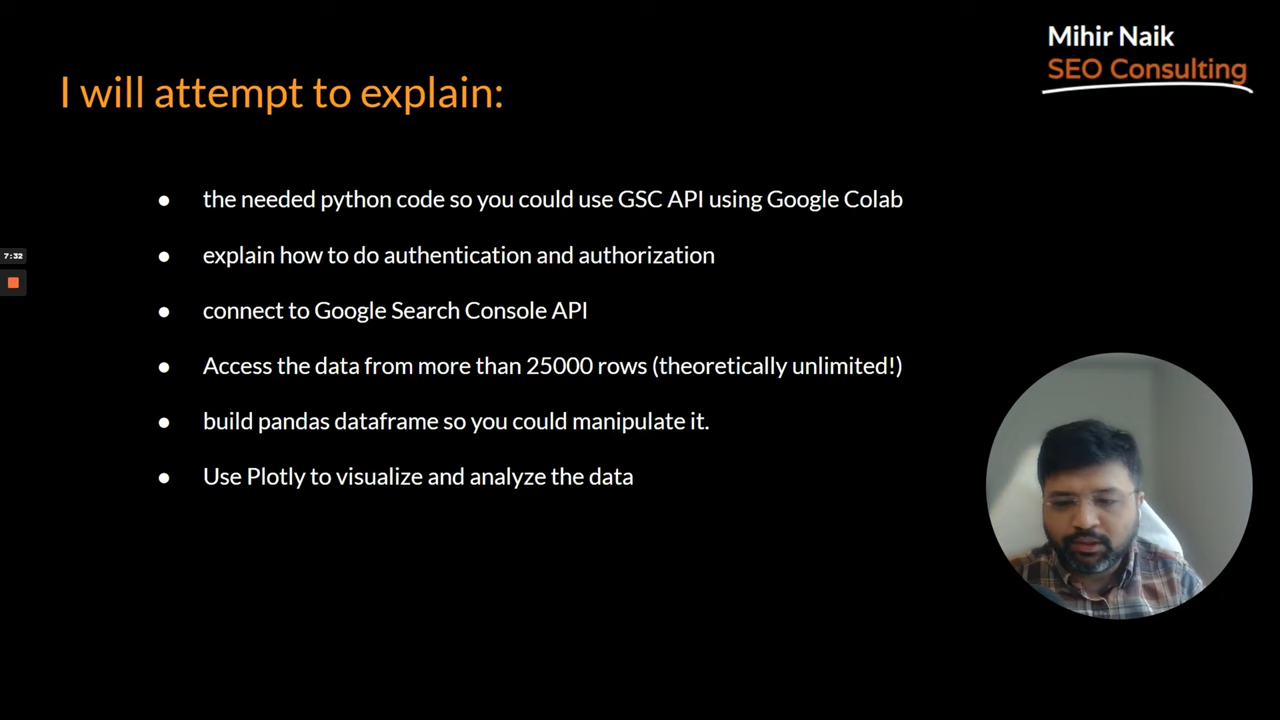 Mihir Naik
SEO Consulting
I will attempt to explain:
● the needed python code so you could use GSC API using Google Colab
● explain how to do authentication and authorization
● connect to Google Search Console API
● Access the data from more than 25000 rows (theoretically unlimited!)
● build pandas dataframe so you could manipulate it.
● Use Plotly to visualize and analyze the data
7:32